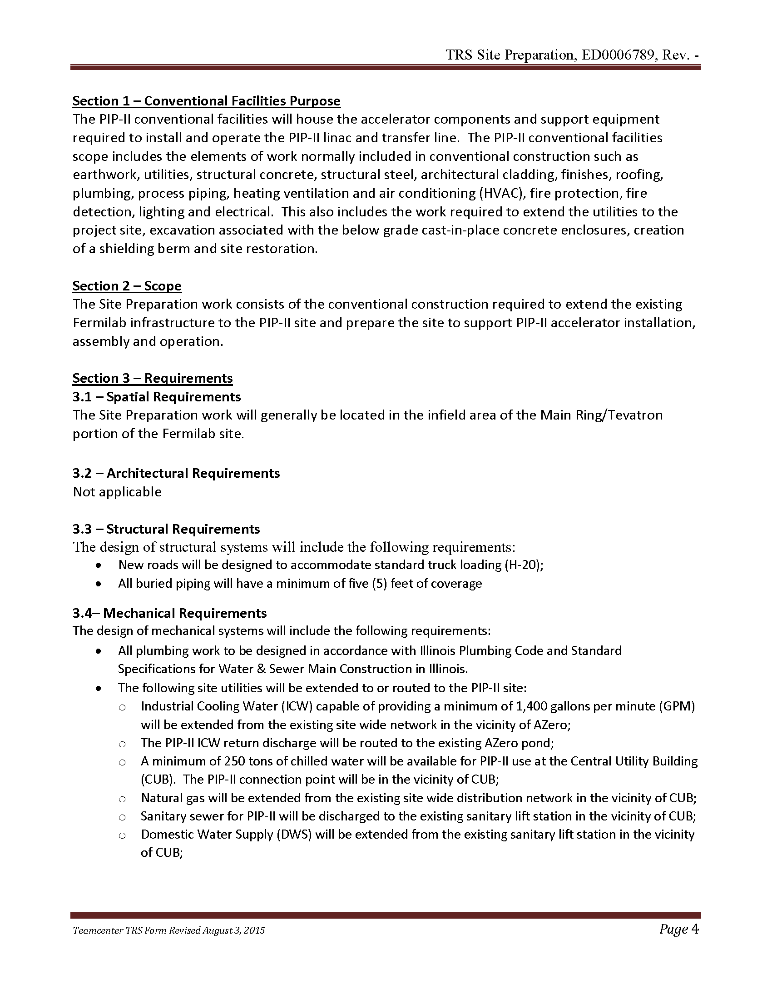 TRS Site Preparation, ED0006789, Rev. -
Section 1 – Conventional Facilities Purpose
The PIP-II conventional facilities will house the accelerator components and support equipment
required to install and operate the PIP-II linac and transfer line.  The PIP-II conventional facilities
scope includes the elements of work normally included in conventional construction such as
earthwork, utilities, structural concrete, structural steel, architectural cladding, finishes, roofing,
plumbing, process piping, heating ventilation and air conditioning (HVAC), fire protection, fire
detection, lighting and electrical.  This also includes the work required to extend the utilities to the
project site, excavation associated with the below grade cast-in-place concrete enclosures, creation
of a shielding berm and site restoration.
Section 2 – Scope
The Site Preparation work consists of the conventional construction required to extend the existing
Fermilab infrastructure to the PIP-II site and prepare the site to support PIP-II accelerator installation,
assembly and operation.
Section 3 – Requirements
3.1 – Spatial Requirements
The Site Preparation work will generally be located in the infield area of the Main Ring/Tevatron
portion of the Fermilab site.
3.2 – Architectural Requirements
Not applicable
3.3 – Structural Requirements
The design of structural systems will include the following requirements:
• New roads will be designed to accommodate standard truck loading (H-20);
• All buried piping will have a minimum of five (5) feet of coverage
3.4– Mechanical Requirements
The design of mechanical systems will include the following requirements:
• All plumbing work to be designed in accordance with Illinois Plumbing Code and Standard
Specifications for Water & Sewer Main Construction in Illinois.
• The following site utilities will be extended to or routed to the PIP-II site:
○ Industrial Cooling Water (ICW) capable of providing a minimum of 1,400 gallons per minute (GPM)
will be extended from the existing site wide network in the vicinity of AZero;
○ The PIP-II ICW return discharge will be routed to the existing AZero pond;
○ A minimum of 250 tons of chilled water will be available for PIP-II use at the Central Utility Building
(CUB).  The PIP-II connection point will be in the vicinity of CUB;
○ Natural gas will be extended from the existing site wide distribution network in the vicinity of CUB;
○ Sanitary sewer for PIP-II will be discharged to the existing sanitary lift station in the vicinity of CUB;
○ Domestic Water Supply (DWS) will be extended from the existing sanitary lift station in the vicinity
of CUB;
Teamcenter TRS Form Revised August 3, 2015
Page 4